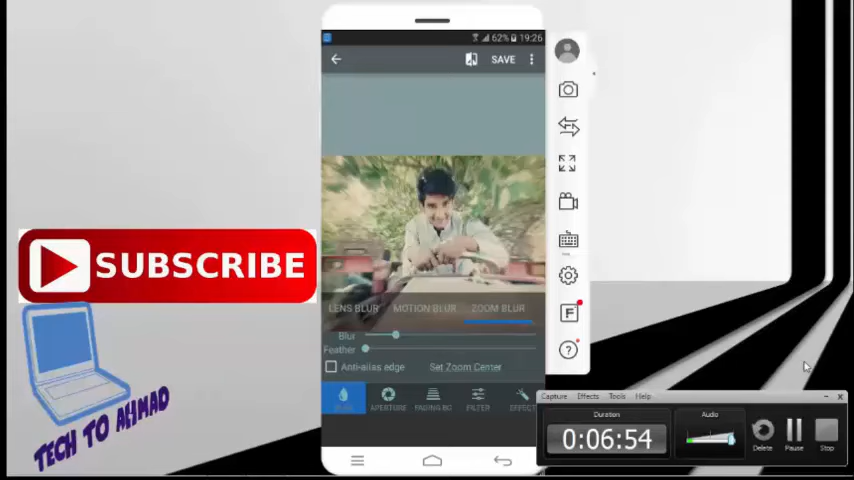 62% 19:26
SAVE
SUBSCRIBE
LENS BLUR MOTION BLUR ZOOM BLUR
Blur
Feather
Anti-alias edge Set Zoom Center
APERTURE FADING BG FILTER EFFECT
TECH TO AHMAD
F
?
Capture Effects Tools Help
Duration Audio
0:06:54
Delete Pause Stop